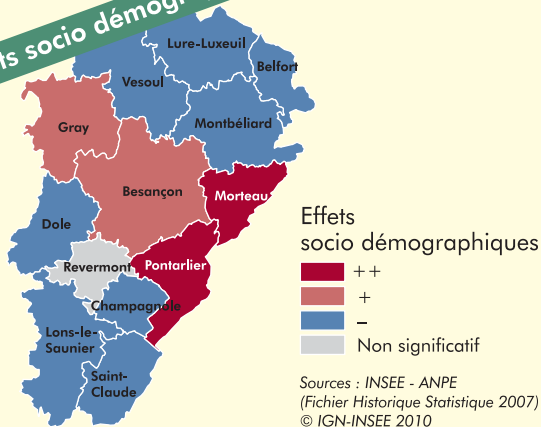 ts socio démogr
Lure-Luxeuil
Belfort
Vesoul
Montbéliard
Gray
Besançon
Morteau
Dole
Revermont
Pontarlier
Champagnole
Lons-le-
Saunier
Saint-
Claude
Effets
socio démographiques
++
+
–
Non significatif
Sources : INSEE - ANPE
(Fichier Historique Statistique 2007)
© IGN-INSEE 2010